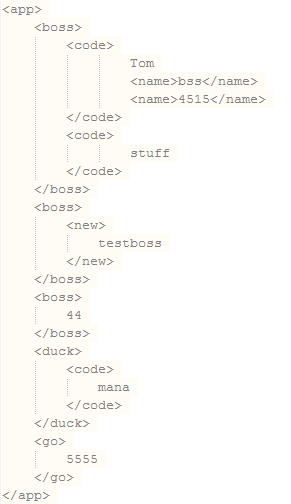 <app>
<boss>
<code>
Tom
<name>bss</name>
<name>4515</name>
</code>
<code>
stuff
</code>
</boss>
<boss>
<new>
testboss
</new>
</boss>
<boss>
44
</boss>
<duck>
<code>
mana
</code>
</duck>
<go>
5555
</go>
</app>